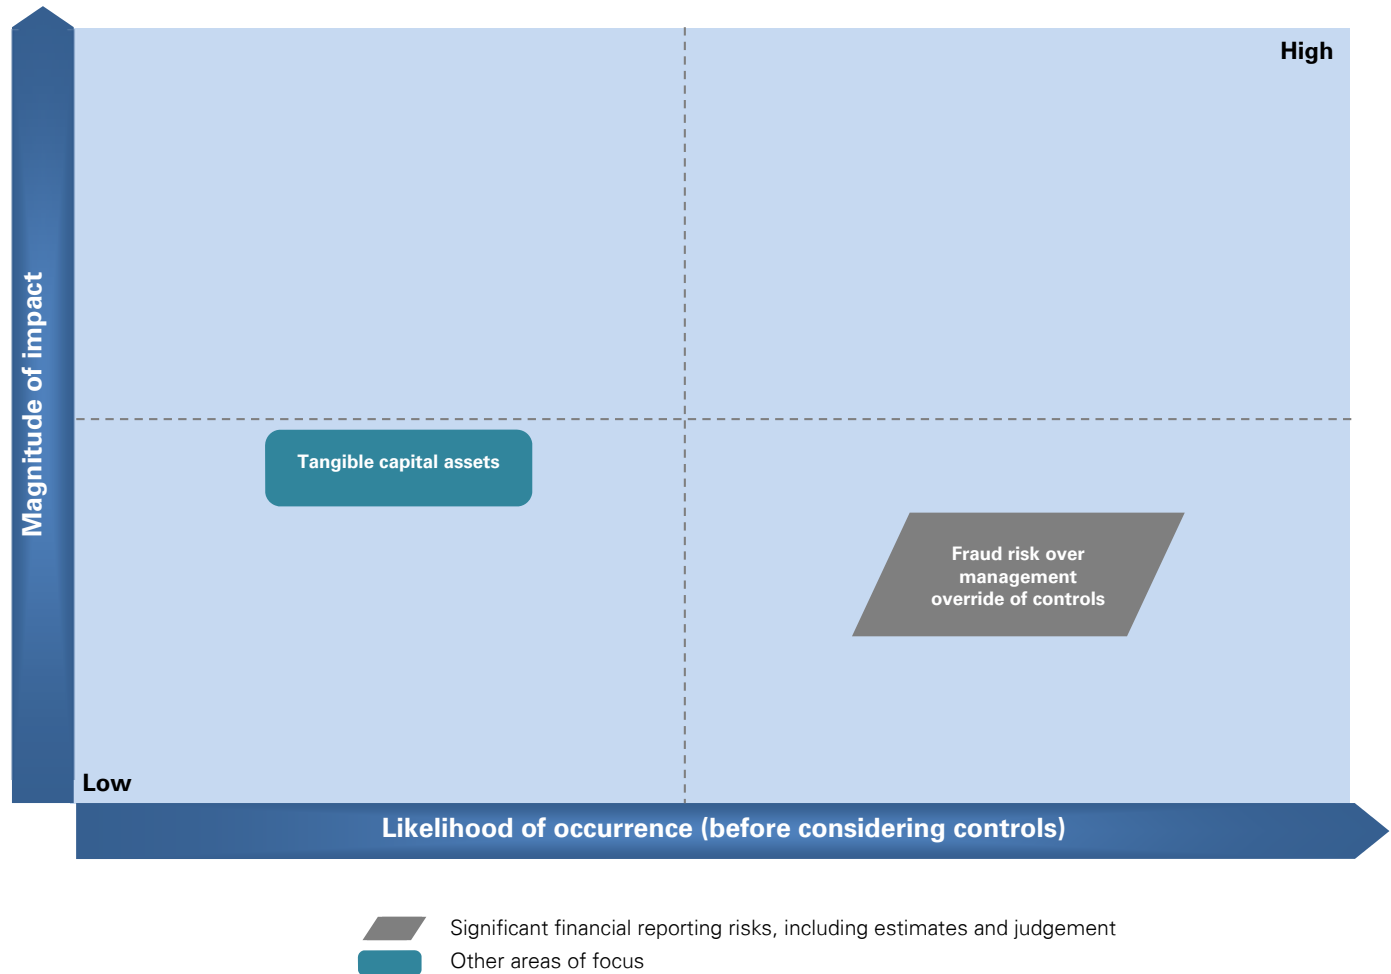 High
Magnitude of impact
Tangible capital assets
Fraud risk over
management
override of controls
Low
Likelihood of occurrence (before considering controls)
Significant financial reporting risks, including estimates and judgement
Other areas of focus